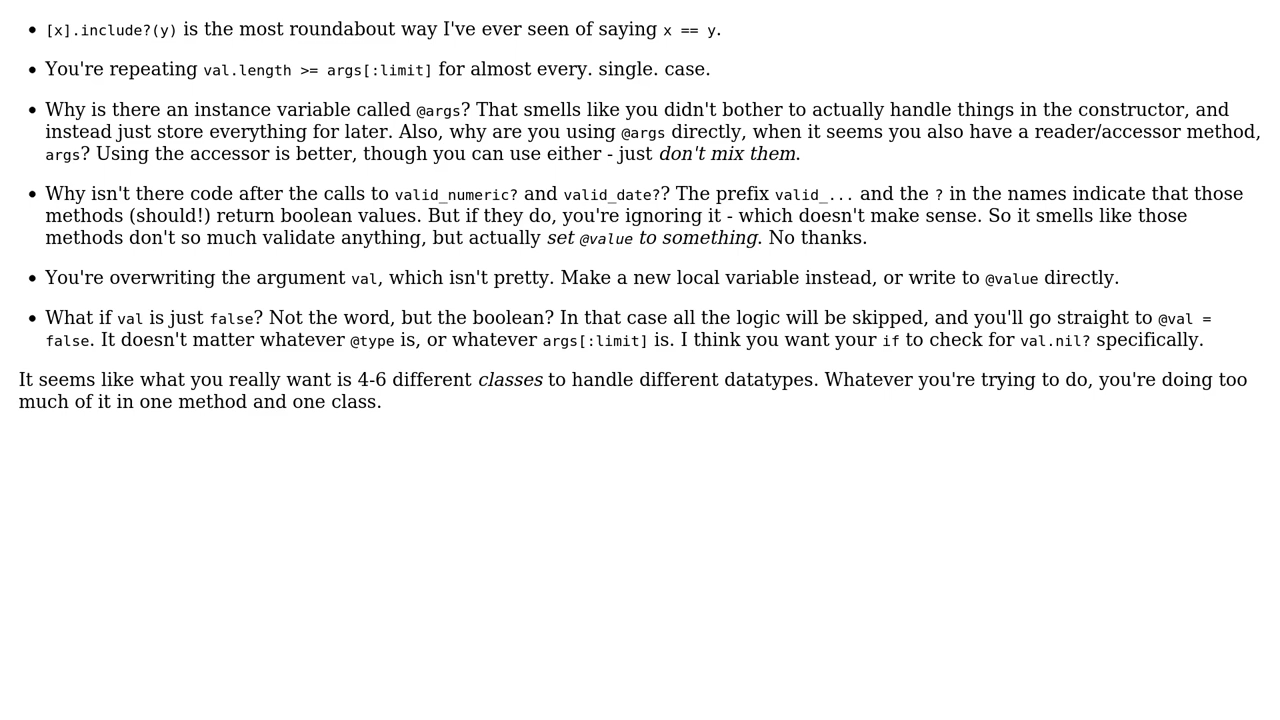 • [x].include?(y) is the most roundabout way I've ever seen of saying x == y.
• You're repeating val.length >= args[:limit] for almost every. single. case.
• Why is there an instance variable called @args? That smells like you didn't bother to actually handle things in the constructor, and
instead just store everything for later. Also, why are you using @args directly, when it seems you also have a reader/accessor method,
args? Using the accessor is better, though you can use either - just don't mix them.
• Why isn't there code after the calls to valid_numeric? and valid_date?? The prefix valid_... and the ? in the names indicate that those
methods (should!) return boolean values. But if they do, you're ignoring it - which doesn't make sense. So it smells like those
methods don't so much validate anything, but actually set @value to something. No thanks.
• You're overwriting the argument val, which isn't pretty. Make a new local variable instead, or write to @value directly.
• What if val is just false? Not the word, but the boolean? In that case all the logic will be skipped, and you'll go straight to @val =
false. It doesn't matter whatever @type is, or whatever args[:limit] is. I think you want your if to check for val.nil? specifically.
It seems like what you really want is 4-6 different classes to handle different datatypes. Whatever you're trying to do, you're doing too
much of it in one method and one class.